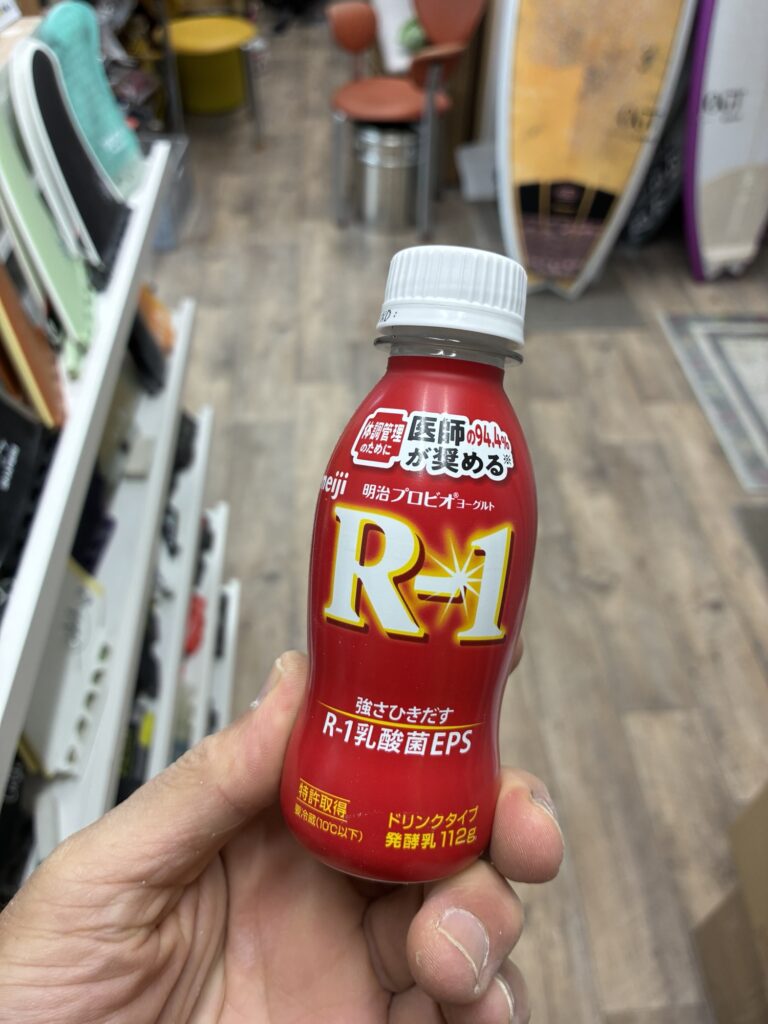 体調管理
のために
医師の94.4%
が奨める※
meiji
明治プロビオ®ヨーグルト
R-1
強さひきだす
R-1乳酸菌EPS
特許取得
要冷蔵(10℃以下)
ドリンクタイプ
発酵乳 112g